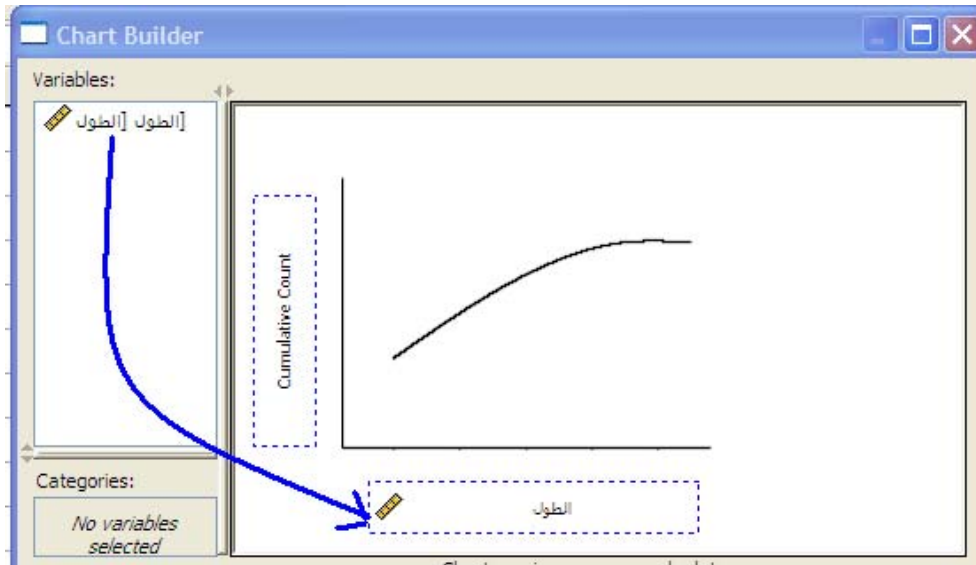 Chart Builder
Variables:
الطول [الطول]
Cumulative Count
الطول
Categories:
No variables
selected